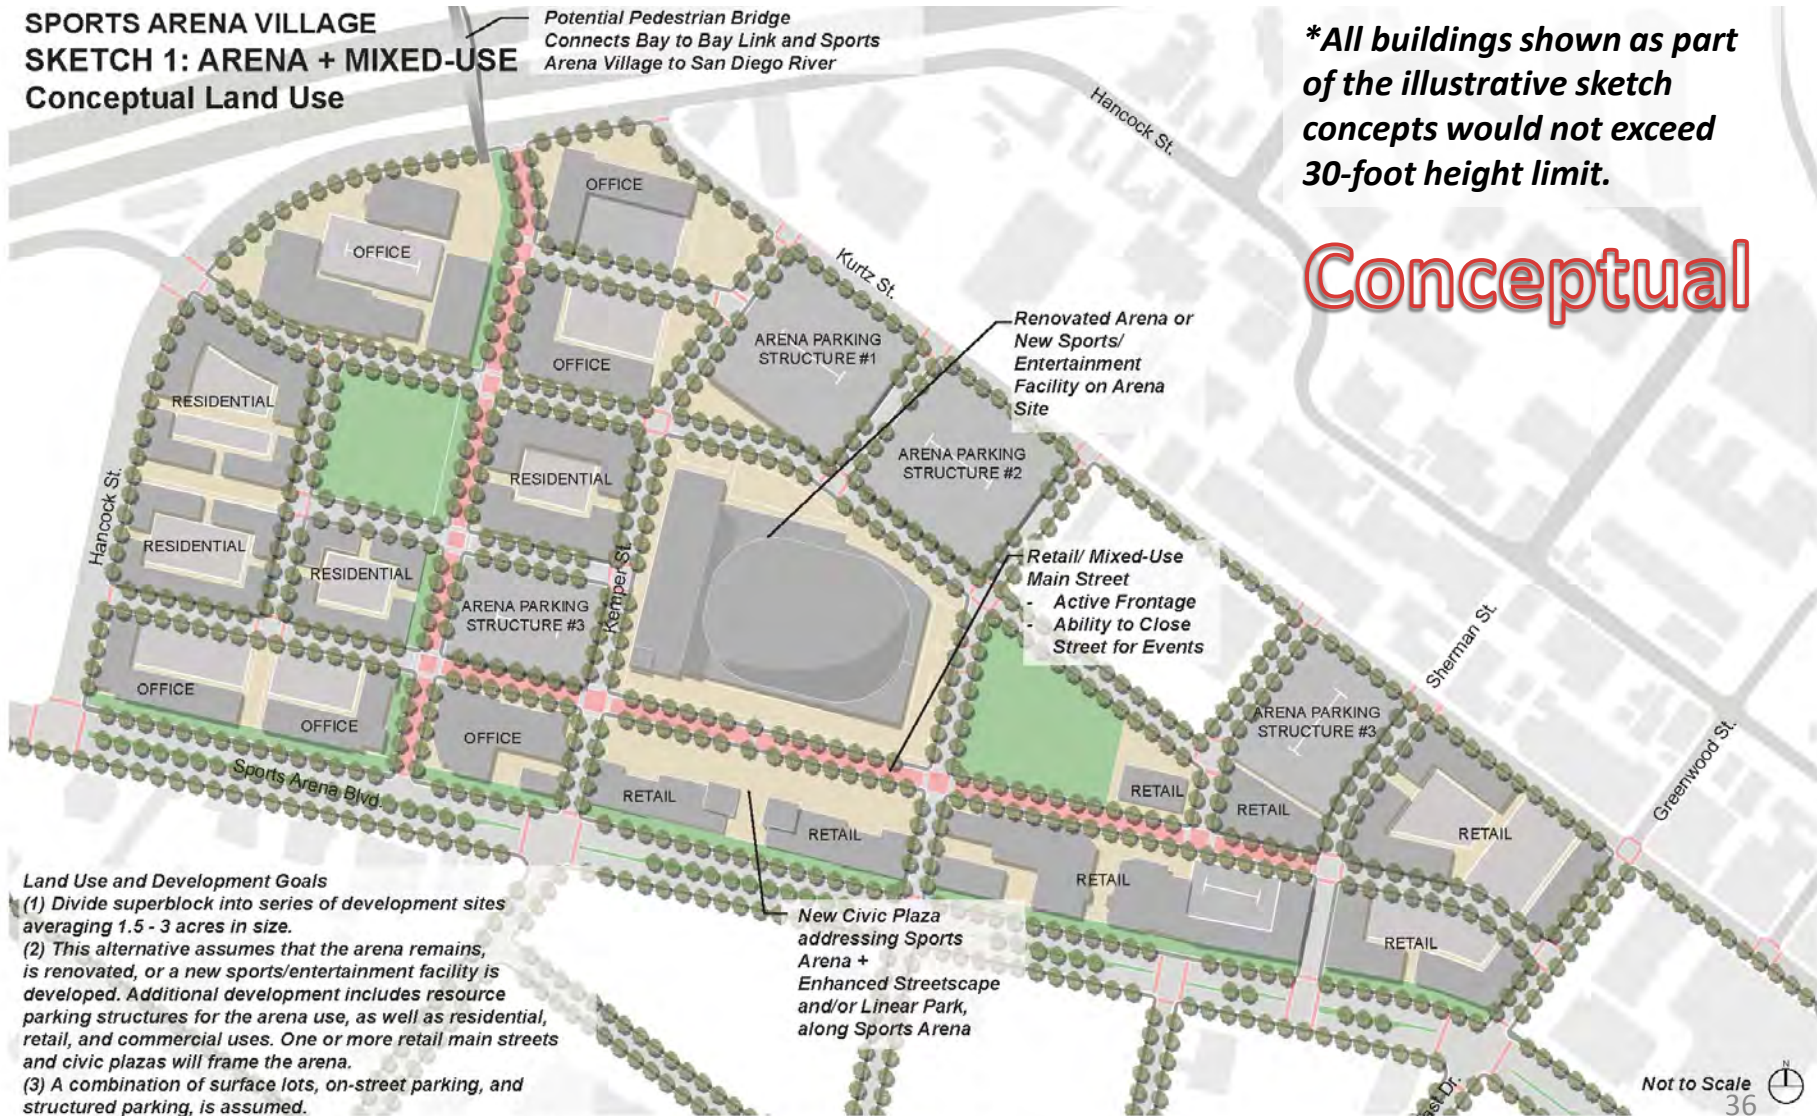 SPORTS ARENA VILLAGE
SKETCH 1: ARENA + MIXED-USE
Conceptual Land Use
Potential Pedestrian Bridge
Connects Bay to Bay Link and Sports
Arena Village to San Diego River
*All buildings shown as part
of the illustrative sketch
concepts would not exceed
30-foot height limit.
Conceptual
Hancock St.
Kurtz St.
OFFICE
OFFICE
OFFICE
ARENA PARKING
STRUCTURE #1
Renovated Arena or
New Sports/
Entertainment
Facility on Arena
Site
RESIDENTIAL
RESIDENTIAL
ARENA PARKING
STRUCTURE #2
Hancock St.
RESIDENTIAL
RESIDENTIAL
Kemper St.
ARENA PARKING
STRUCTURE #3
Retail/ Mixed-Use
Main Street
- Active Frontage
- Ability to Close
Street for Events
Sherman St.
Greenwood St.
OFFICE
OFFICE
OFFICE
ARENA PARKING
STRUCTURE #3
Sports Arena Blvd.
RETAIL
RETAIL
RETAIL
RETAIL
RETAIL
RETAIL
RETAIL
New Civic Plaza
addressing Sports
Arena +
Enhanced Streetscape
and/or Linear Park,
along Sports Arena
Land Use and Development Goals
(1) Divide superblock into series of development sites
averaging 1.5 - 3 acres in size.
(2) This alternative assumes that the arena remains,
is renovated, or a new sports/entertainment facility is
developed. Additional development includes resource
parking structures for the arena use, as well as residential,
retail, and commercial uses. One or more retail main streets
and civic plazas will frame the arena.
(3) A combination of surface lots, on-street parking, and
structured parking, is assumed.
Dr.
Not to Scale
N
36